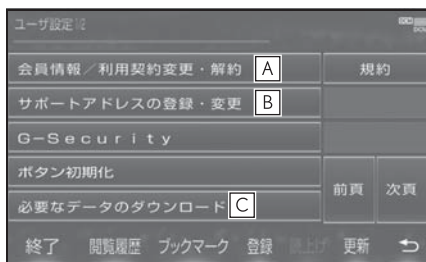 ユーザ設定
会員情報／利用契約変更・解約 A 規約
サポートアドレスの登録・変更 B
G-Security
ボタン初期化
前頁 次頁
必要なデータのダウンロード C
終了 閲覧履歴 ブックマーク 登録 更新